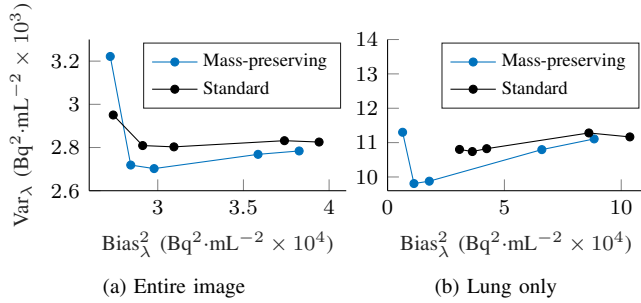 Var_λ (Bq²·mL⁻² × 10³)
3.2
3
2.8
2.6
Mass-preserving
Standard
3
3.5
4
Bias²_λ (Bq²·mL⁻² × 10⁴)
(a) Entire image
14
13
12
11
10
Mass-preserving
Standard
0
5
10
Bias²_λ (Bq²·mL⁻² × 10⁴)
(b) Lung only